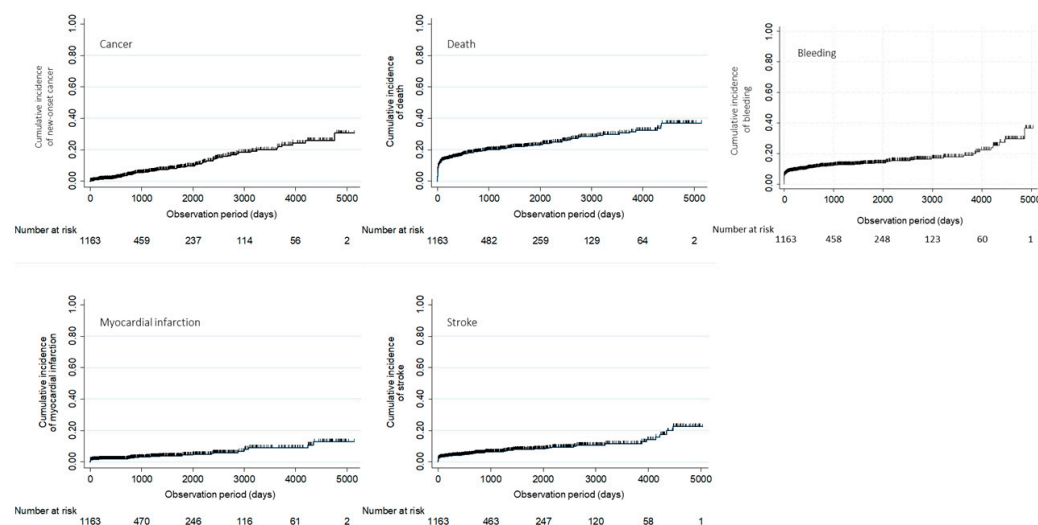 Cancer
Cumulative incidence
of new-onset cancer
1.00
0.80
0.60
0.40
0.20
0.00
0 1000 2000 3000 4000 5000
Observation period (days)
Number at risk
1163 459 237 114 56 2
Death
Cumulative incidence
of death
1.00
0.80
0.60
0.40
0.20
0.00
0 1000 2000 3000 4000 5000
Observation period (days)
Number at risk
1163 482 259 129 64 2
Bleeding
Cumulative incidence
of bleeding
1.00
0.80
0.60
0.40
0.20
0.00
0 1000 2000 3000 4000 5000
Observation period (days)
Number at risk
1163 458 248 123 60 1
Myocardial infarction
Cumulative incidence
of myocardial infarction
1.00
0.80
0.60
0.40
0.20
0.00
0 1000 2000 3000 4000 5000
Observation period (days)
Number at risk
1163 470 246 116 61 2
Stroke
Cumulative incidence
of stroke
1.00
0.80
0.60
0.40
0.20
0.00
0 1000 2000 3000 4000 5000
Observation period (days)
Number at risk
1163 463 247 120 58 1